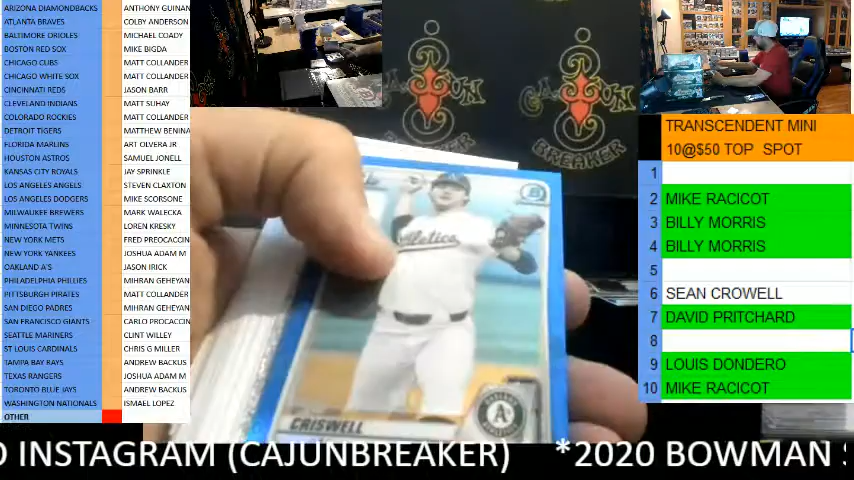 ARIZONA DIAMONDBACKS ANTHONY GUINAN
ATLANTA BRAVES COLBY ANDERSON
BALTIMORE ORIOLES MICHAEL COADY
BOSTON RED SOX MIKE BIGDA
CHICAGO CUBS MATT COLLANDER
CHICAGO WHITE SOX MATT COLLANDER
CINCINNATI REDS JASON BARR
CLEVELAND INDIANS MATT SUHAY
COLORADO ROCKIES MATT COLLANDER
DETROIT TIGERS MATTHEW BENINA
FLORIDA MARLINS ART OLVERA JR
HOUSTON ASTROS SAMUEL JONELL
KANSAS CITY ROYALS JAY SPRINKLE
LOS ANGELES ANGELS STEVEN CLAXTON
LOS ANGELES DODGERS MIKE SCORSONE
MILWAUKEE BREWERS MARK WALECKA
MINNESOTA TWINS LOREN KRESKY
NEW YORK METS FRED PREOCACCIN
NEW YORK YANKEES JOSHUA ADAM M
OAKLAND A'S JASON IRICK
PHILADELPHIA PHILLIES MIHRAN GEHEYAN
PITTSBURGH PIRATES MATT COLLANDER
SAN DIEGO PADRES MIHRAN GEHEYAN
SAN FRANCISCO GIANTS CARLO PROCACCIN
SEATTLE MARINERS CLINT WILLEY
ST LOUIS CARDINALS CHRIS G MILLER
TAMPA BAY RAYS ANDREW BACKUS
TEXAS RANGERS JOSHUA ADAM M
TORONTO BLUE JAYS ANDREW BACKUS
WASHINGTON NATIONALS ISMAEL LOPEZ
OTHER
CAJUN
BREAKER
CRISWELL
TRANSCENDENT MINI
10@$50 TOP SPOT
1
2 MIKE RACICOT
3 BILLY MORRIS
4 BILLY MORRIS
5
6 SEAN CROWELL
7 DAVID PRITCHARD
8
9 LOUIS DONDERO
10 MIKE RACICOT
INSTAGRAM (CAJUNBREAKER) *2020 BOWMAN